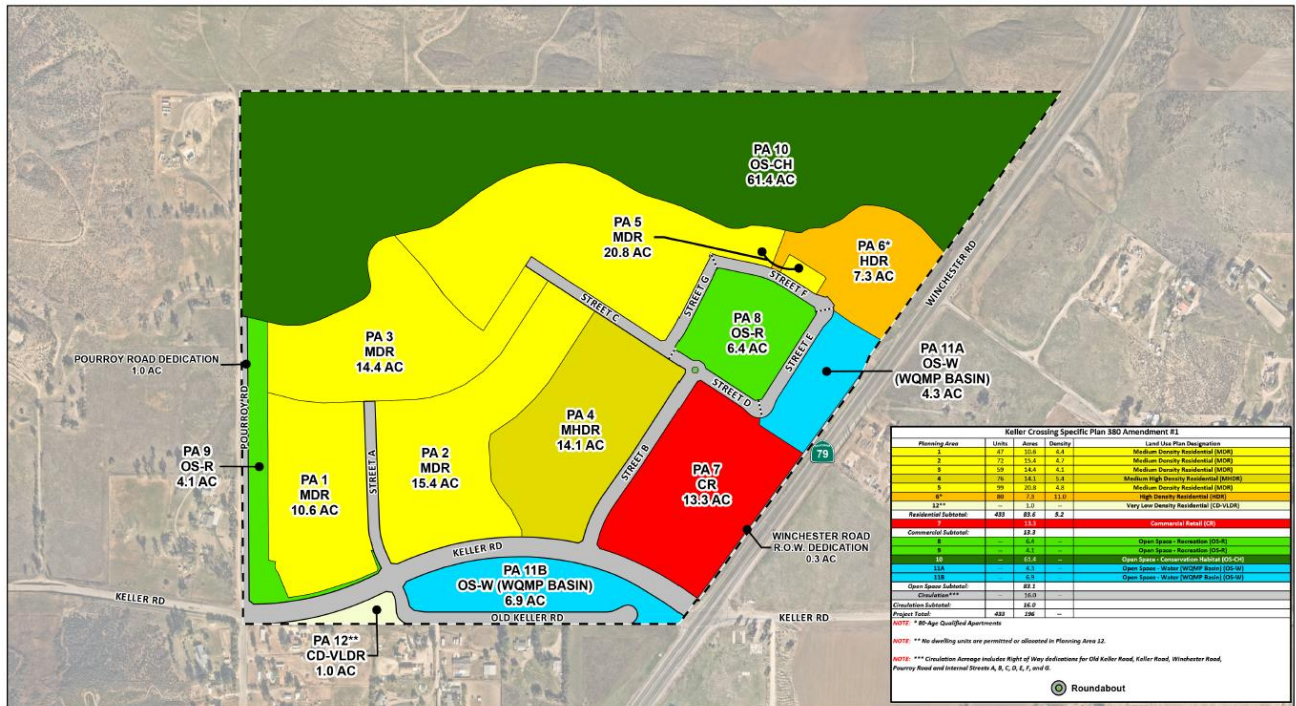 PA 10
OS-CH
61.4 AC
PA 5
MDR
20.8 AC
PA 6*
HDR
7.3 AC
WINCHESTER RD
STREET G
STREET F
STREET C
PA 8
OS-R
6.4 AC
STREET E
PA 3
MDR
14.4 AC
POURROY ROAD DEDICATION
1.0 AC
POURROY RD
PA 11A
OS-W
(WQMP BASIN)
4.3 AC
STREET D
PA 4
MHDR
14.1 AC
STREET B
PA 9
OS-R
4.1 AC
PA 1
MDR
10.6 AC
STREET A
PA 2
MDR
15.4 AC
PA 7
CR
13.3 AC
79
WINCHESTER ROAD
R.O.W. DEDICATION
0.3 AC
KELLER RD
PA 11B
OS-W (WQMP BASIN)
6.9 AC
OLD KELLER RD
KELLER RD
KELLER RD
PA 12**
CD-VLDR
1.0 AC
Keller Crossing Specific Plan 380 Amendment #1
Planning Area Units Acres Density Land Use Plan Designation
1 47 10.6 4.4 Medium Density Residential (MDR)
2 72 15.4 4.7 Medium Density Residential (MDR)
3 59 14.4 4.1 Medium Density Residential (MDR)
4 76 14.1 5.4 Medium High Density Residential (MHDR)
5 99 20.8 4.8 Medium Density Residential (MDR)
6* 80 7.3 11.0 High Density Residential (HDR)
12** -- 1.0 -- Very Low Density Residential (CD-VLDR)
Residential Subtotal: 433 83.6 5.2
7 13.3 Commercial Retail (CR)
Commercial Subtotal: 13.3
8 -- 6.4 -- Open Space - Recreation (OS-R)
9 -- 4.1 -- Open Space - Recreation (OS-R)
10 -- 61.4 -- Open Space - Conservation Habitat (OS-CH)
11A -- 4.3 -- Open Space - Water (WQMP Basin) (OS-W)
11B -- 6.9 -- Open Space - Water (WQMP Basin) (OS-W)
Open Space Subtotal: 83.1
Circulation*** -- 16.0 --
Circulation Subtotal: 16.0
Project Total: 433 196 --
NOTE: * 80-Age Qualified Apartments
NOTE: ** No dwelling units are permitted or allocated in Planning Area 12.
NOTE: *** Circulation Acreage includes Right of Way dedications for Old Keller Road, Keller Road, Winchester Road,
Pourroy Road and Internal Streets A, B, C, D, E, F, and G.
Roundabout